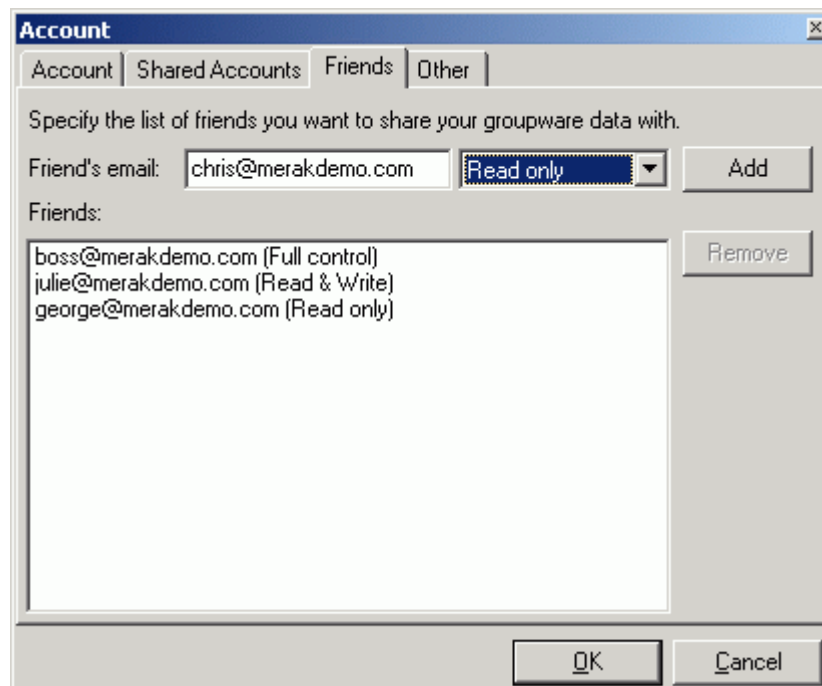 Account
Account Shared Accounts Friends Other
Specify the list of friends you want to share your groupware data with.
Friend's email: chris@merakdemo.com Read only Add
Friends:
Remove
boss@merakdemo.com (Full control)
julie@merakdemo.com (Read & Write)
george@merakdemo.com (Read only)
OK Cancel